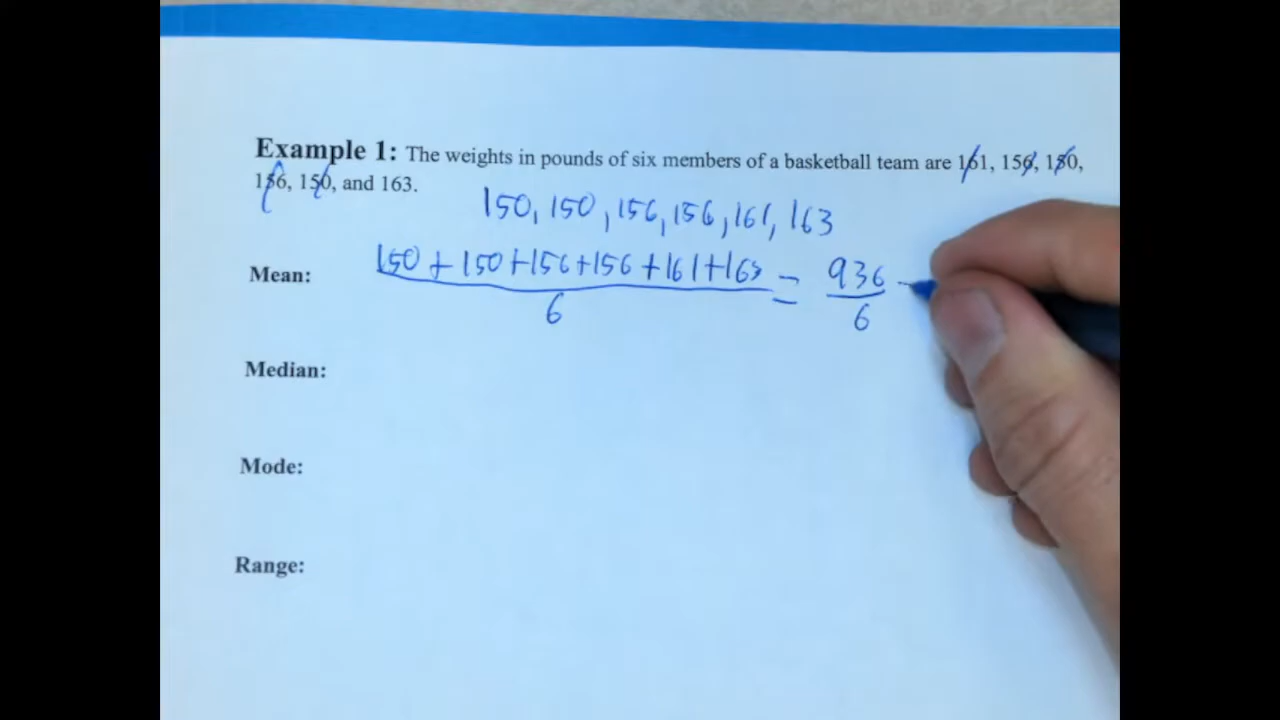 Example 1: The weights in pounds of six members of a basketball team are 161, 156, 150,
156, 150, and 163.
150, 150, 156, 156, 161, 163
Mean: 150 + 150 + 156 + 156 + 161 + 163 / 6 = 936 / 6
Median:
Mode:
Range: